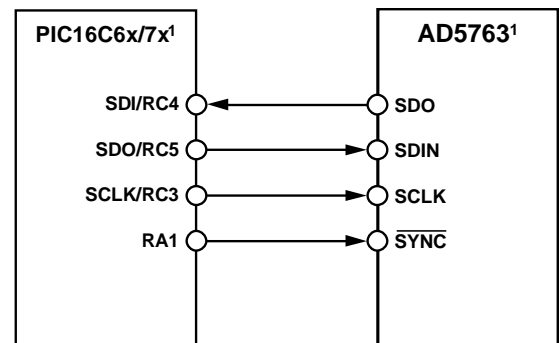 PIC16C6x/7x¹ AD5763¹
SDI/RC4 SDO
SDO/RC5 SDIN
SCLK/RC3 SCLK
RA1 SYNC